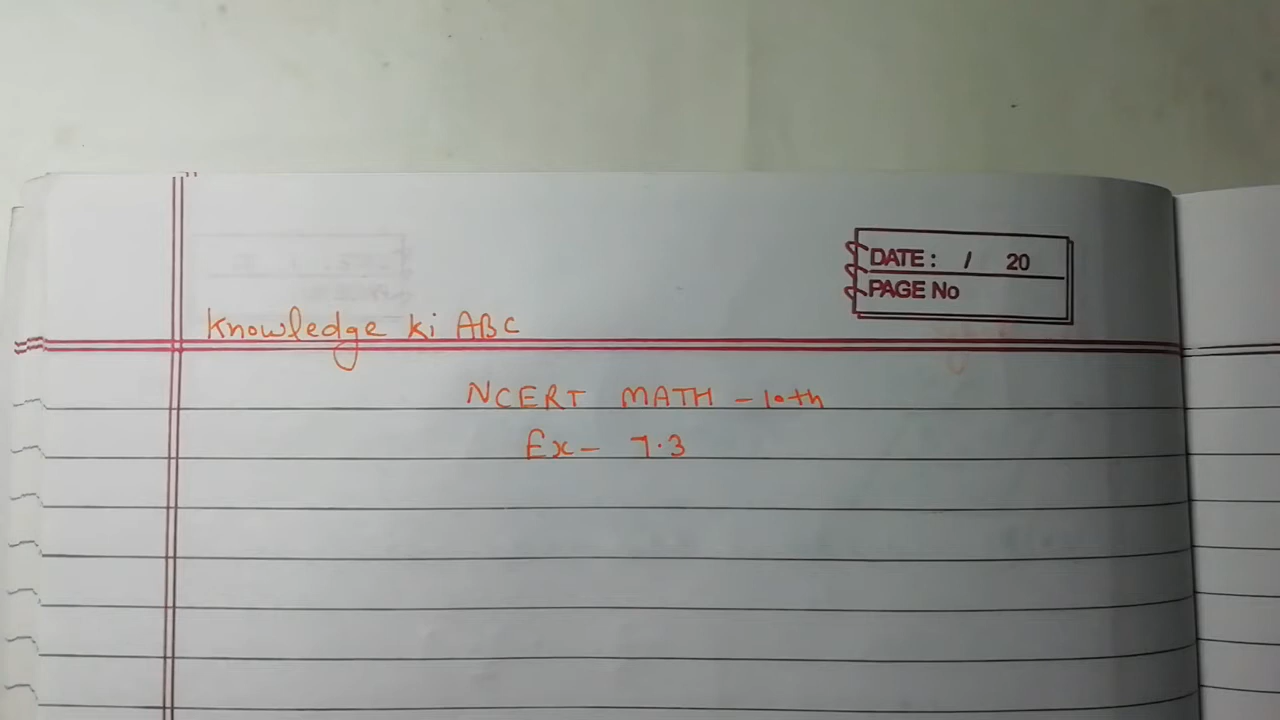 DATE: / 20
PAGE No
Knowledge ki ABC
NCERT MATH - 10th
Ex- 7.3